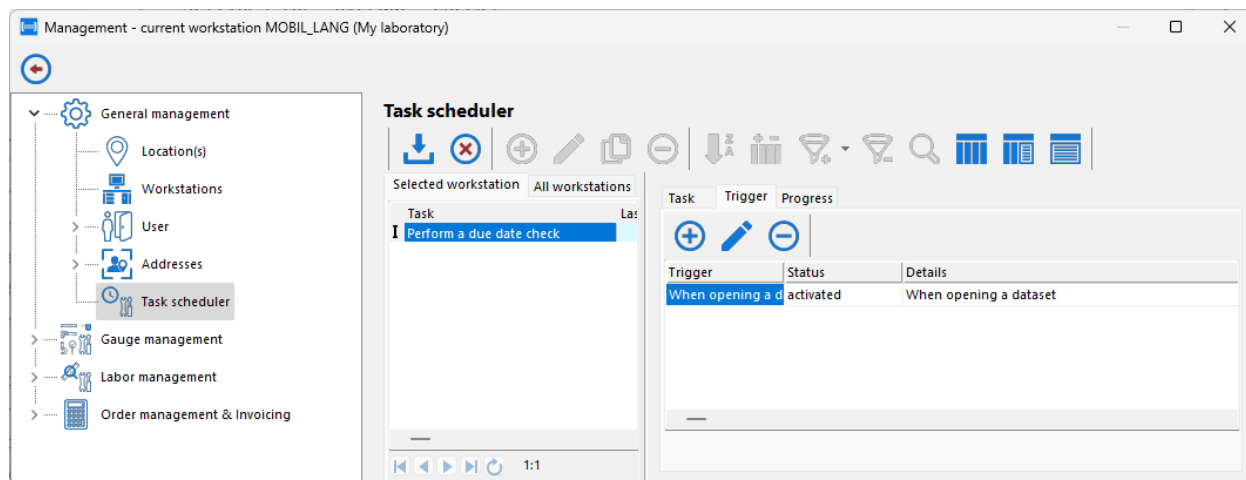 Management - current workstation MOBIL_LANG (My laboratory)
General management
Location(s)
Workstations
User
Addresses
Task scheduler
Gauge management
Labor management
Order management & Invoicing
Task scheduler
Selected workstation All workstations
Task Las
Perform a due date check
1:1
Task Trigger Progress
Trigger Status Details
When opening a d activated When opening a dataset